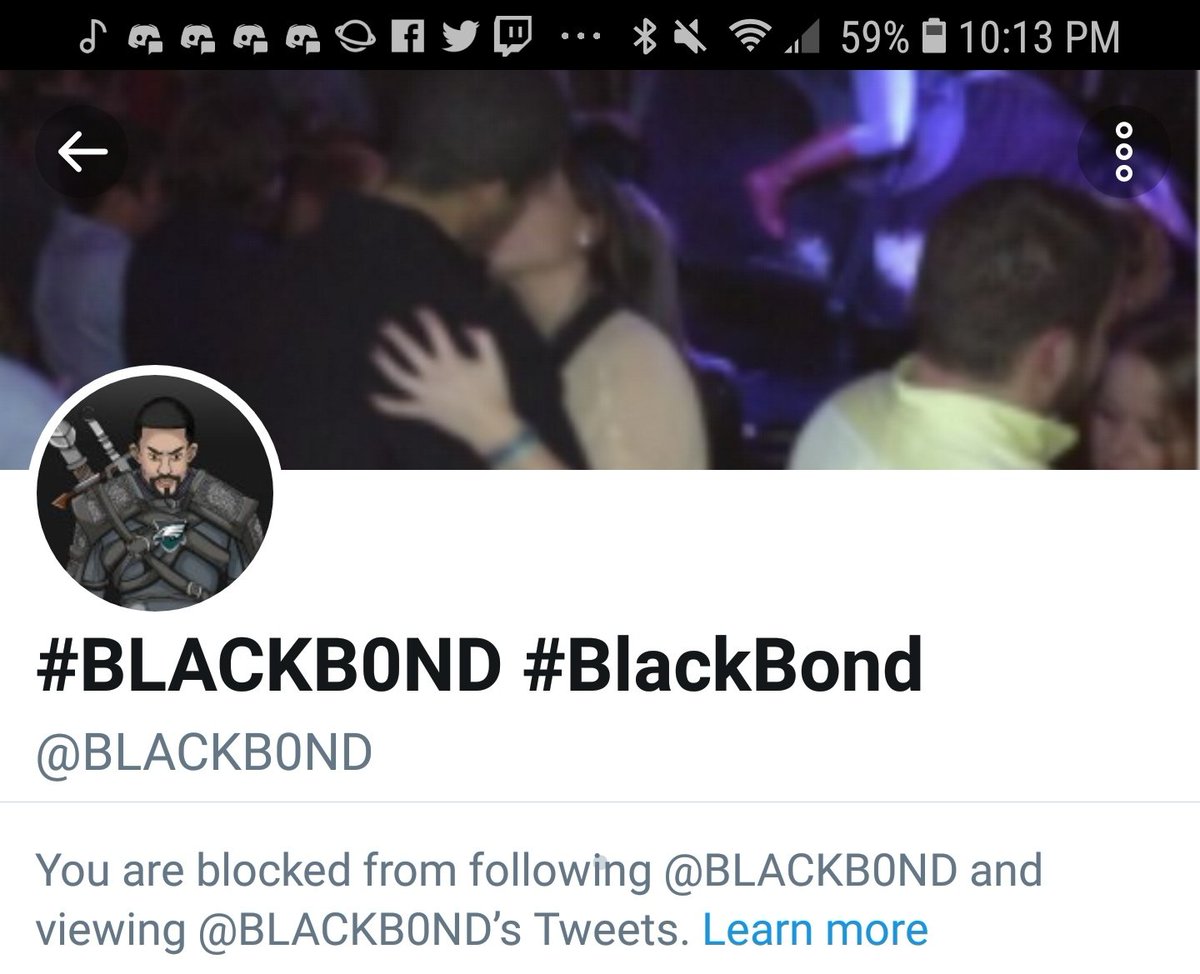 59% 10:13 PM
#BLACKB0ND #BlackBond
@BLACKB0ND
You are blocked from following @BLACKB0ND and
viewing @BLACKB0ND's Tweets. Learn more